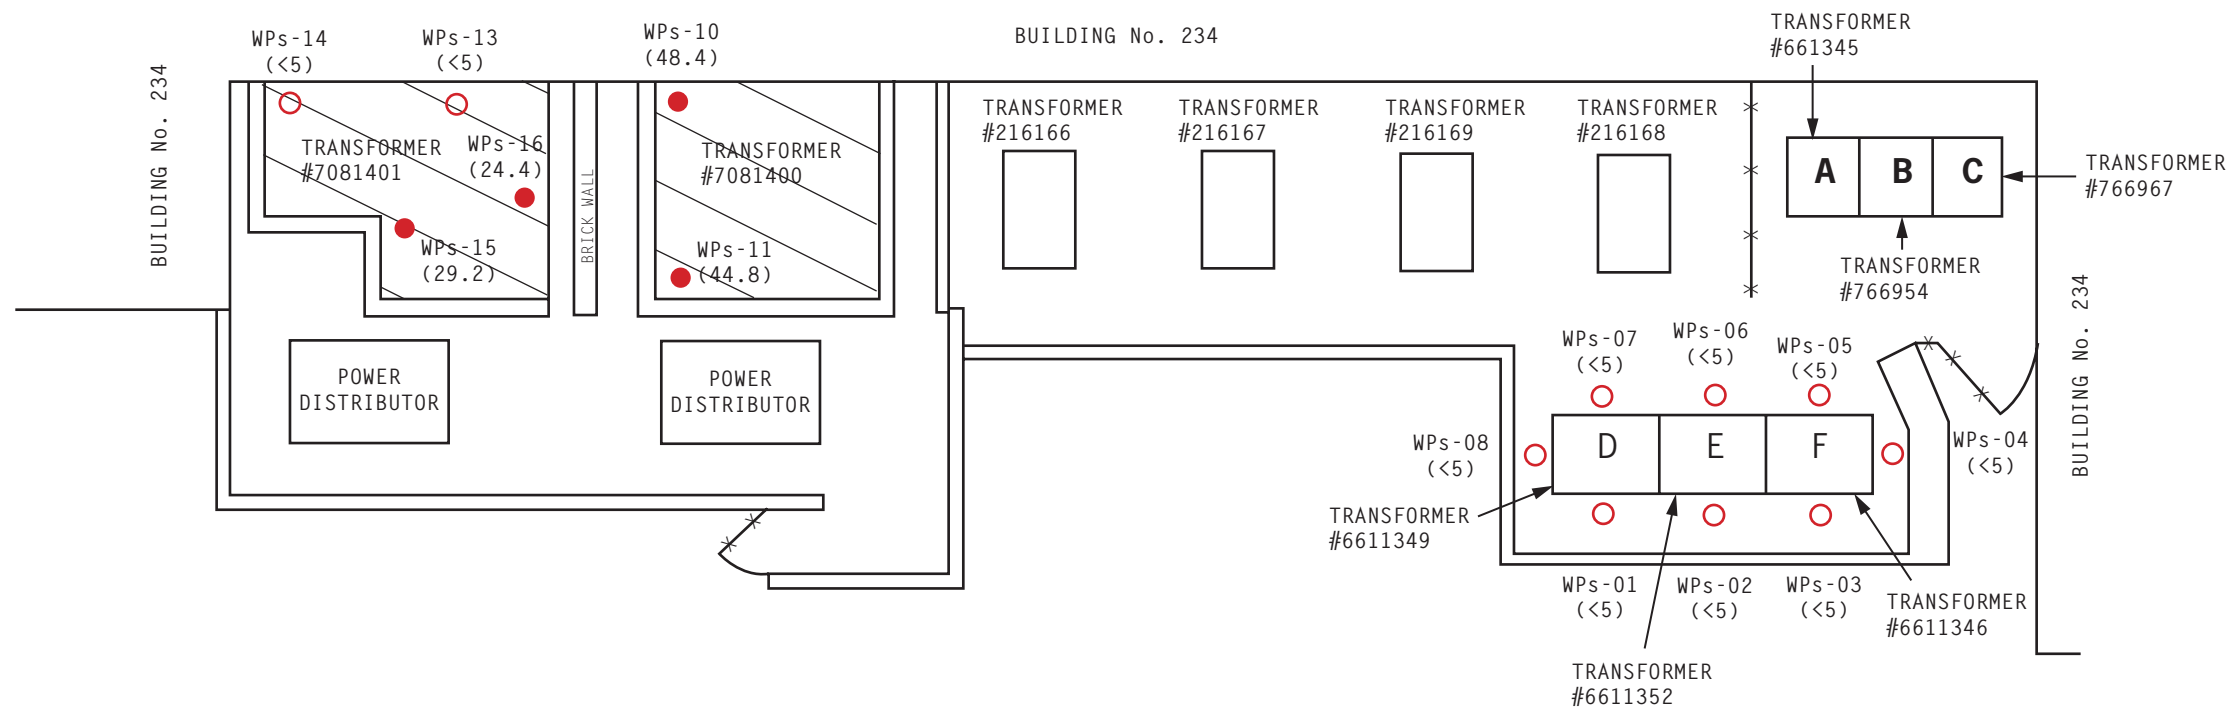 BUILDING No. 234
WPs-14
(<5)
WPs-13
(<5)
WPs-10
(48.4)
BUILDING No. 234
TRANSFORMER
#661345
TRANSFORMER
#7081401
WPs-16
(24.4)
WPs-15
(29.2)
BRICK WALL
TRANSFORMER
#7081400
WPs-11
(44.8)
TRANSFORMER
#216166
TRANSFORMER
#216167
TRANSFORMER
#216169
TRANSFORMER
#216168
A
B
C
TRANSFORMER
#766967
TRANSFORMER
#766954
BUILDING No. 234
POWER
DISTRIBUTOR
POWER
DISTRIBUTOR
WPs-07
(<5)
WPs-06
(<5)
WPs-05
(<5)
WPs-08
(<5)
D
E
F
WPs-04
(<5)
TRANSFORMER
#6611349
WPs-01
(<5)
WPs-02
(<5)
WPs-03
(<5)
TRANSFORMER
#6611346
TRANSFORMER
#6611352